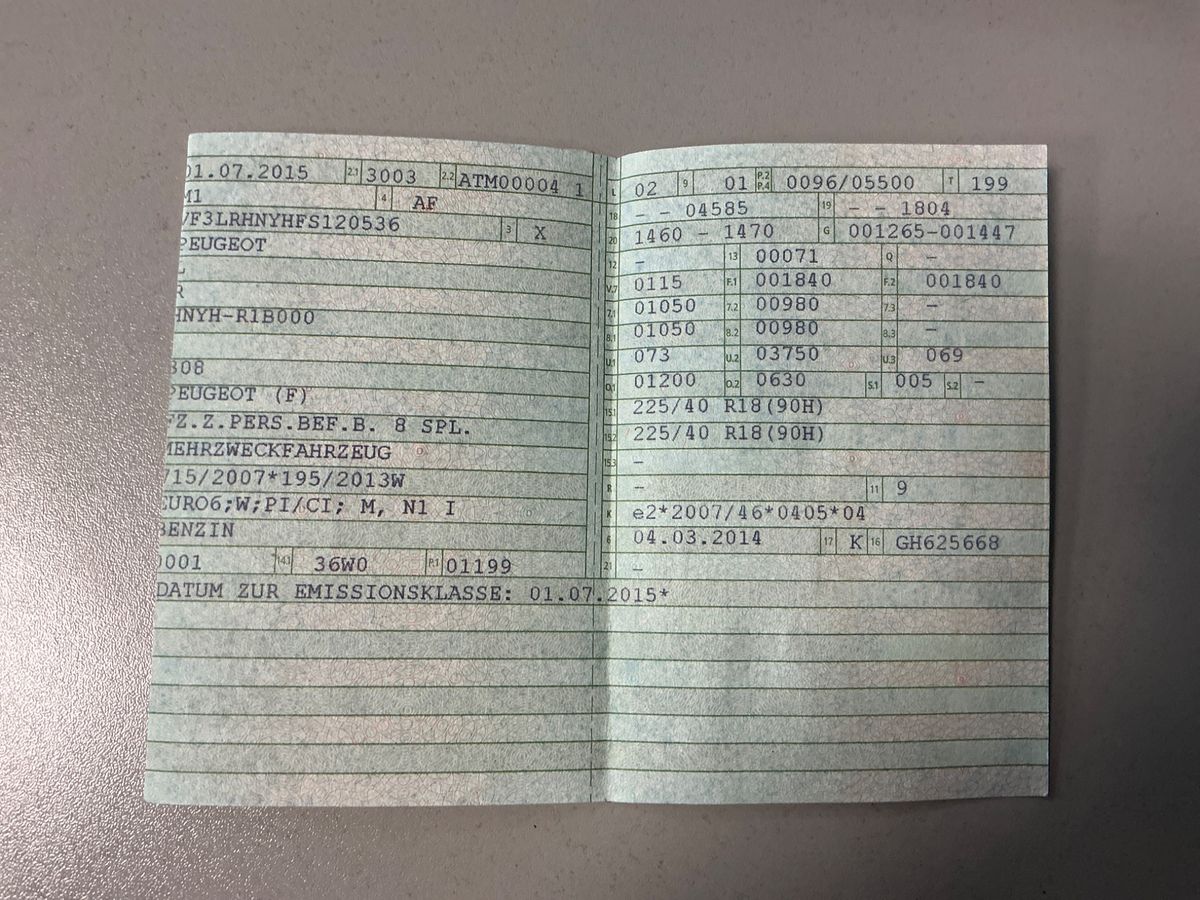 01.07.2015 2.1 3003 2.2 ATM00004 1
M1 4 AF
VF3LRHNYHFS120536 3 X
PEUGEOT
L
R
HNYH-R1B000
308
PEUGEOT (F)
FZ.Z.PERS.BEF.B. 8 SPL.
MEHRZWECKFAHRZEUG
715/2007*195/2013W
EURO6;W;PI/CI; M, N1 I
BENZIN
0001 14.1 36W0 P.1 01199
DATUM ZUR EMISSIONSKLASSE: 01.07.2015*
L 02 9 01 P.2 P.4 0096/05500 T 199
18 - - 04585 19 - - 1804
20 1460 - 1470 G 001265-001447
12 - 13 00071 Q -
V.7 0115 F.1 001840 F.2 001840
7.1 01050 7.2 00980 7.3 -
8.1 01050 8.2 00980 8.3 -
U.1 073 U.2 03750 U.3 069
O.1 01200 O.2 0630 S.1 005 S.2 -
15.1 225/40 R18(90H)
15.2 225/40 R18(90H)
15.3 -
R - 11 9
K e2*2007/46*0405*04
6 04.03.2014 17 K 16 GH625668
21 -